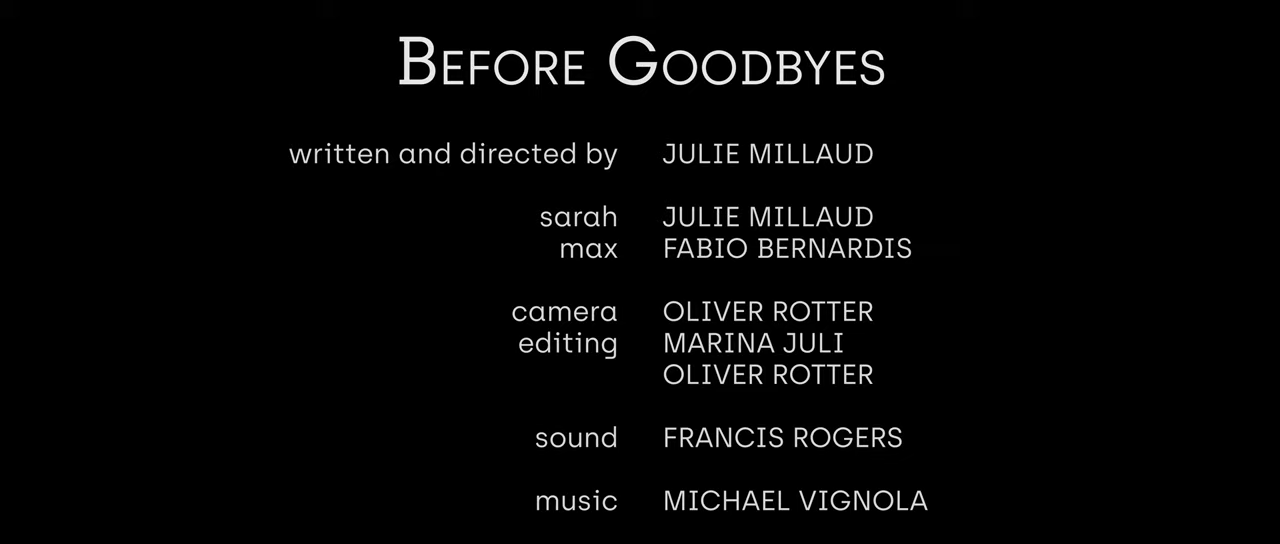 BEFORE GOODBYES
written and directed by JULIE MILLAUD
sarah JULIE MILLAUD
max FABIO BERNARDIS
camera OLIVER ROTTER
editing MARINA JULI
OLIVER ROTTER
sound FRANCIS ROGERS
music MICHAEL VIGNOLA